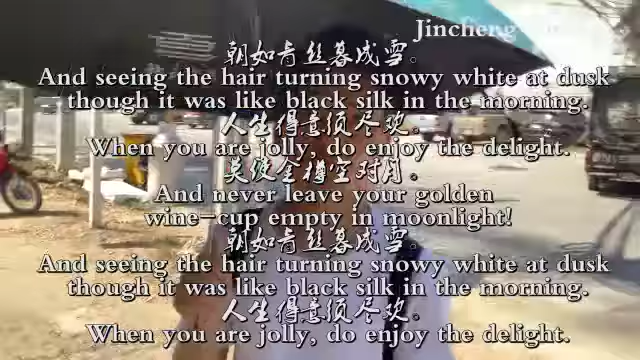 Jincheng
朝如青丝暮成雪。
And seeing the hair turning snowy white at dusk
though it was like black silk in the morning.
人生得意须尽欢。
When you are jolly, do enjoy the delight.
莫使金樽空对月。
And never leave your golden
wine-cup empty in moonlight!
朝如青丝暮成雪。
And seeing the hair turning snowy white at dusk
though it was like black silk in the morning.
人生得意须尽欢。
When you are jolly, do enjoy the delight.